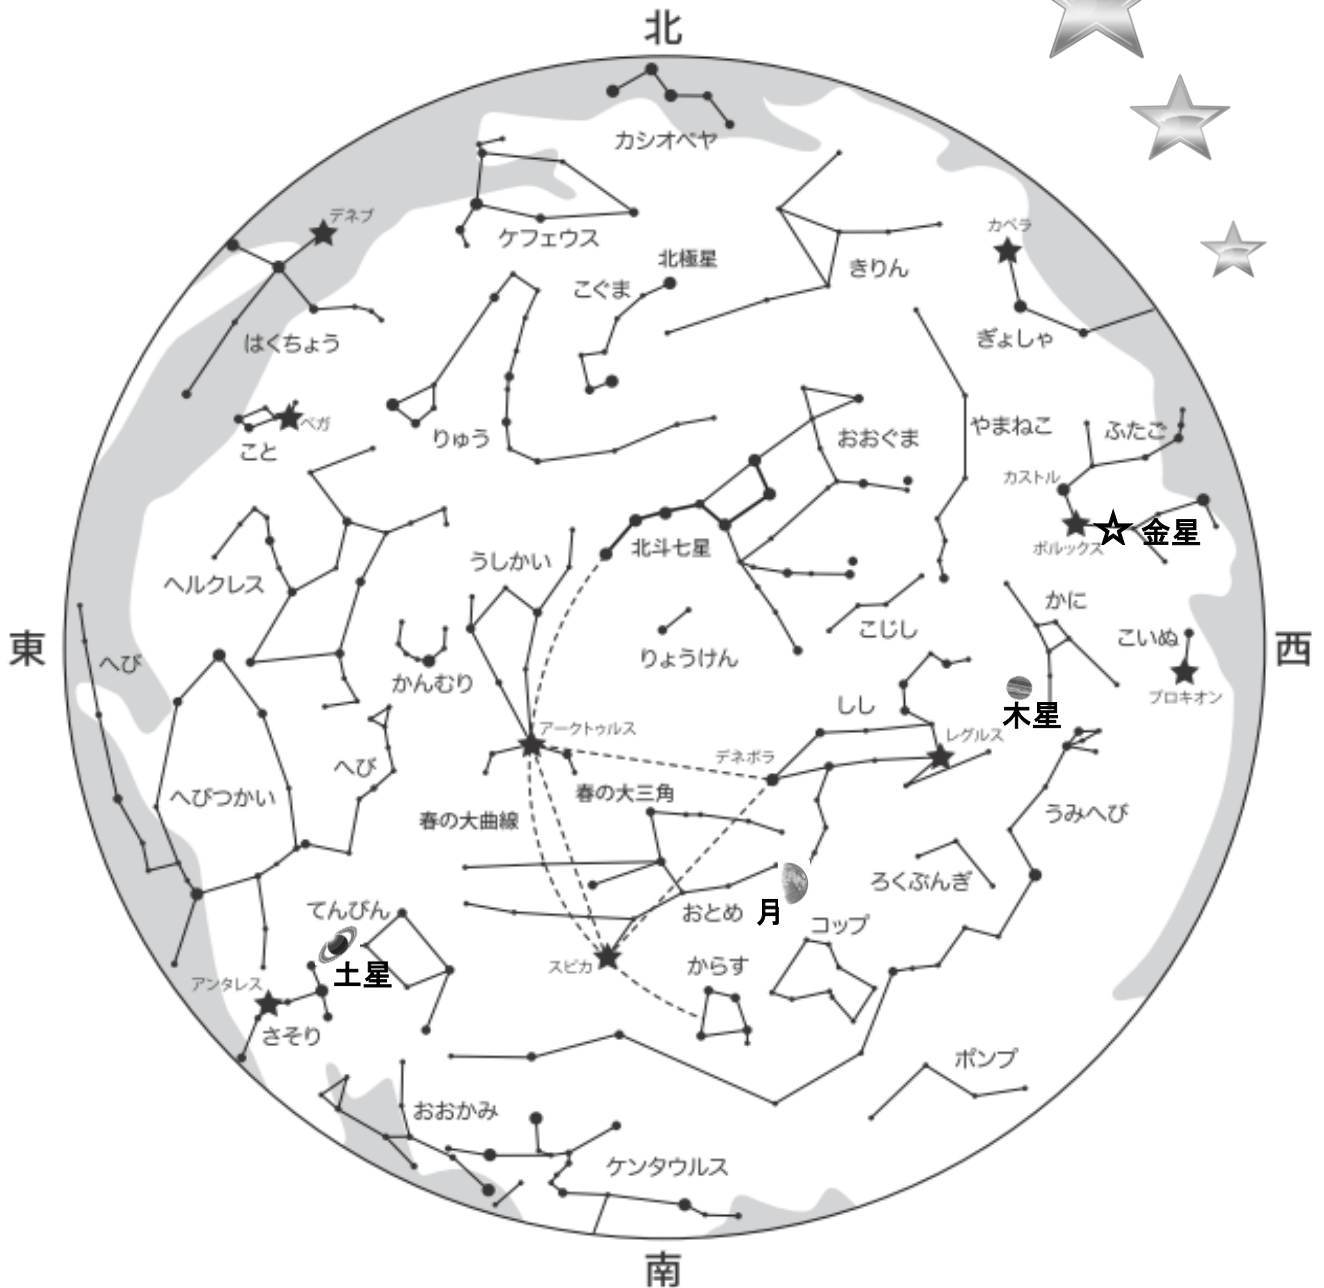 北
カシオペヤ
デネブ
ケフェウス
カペラ
北極星
こぐま
きりん
はくちょう
ぎょしゃ
ベガ
こと
りゅう
おおぐま
やまねこ
ふたご
カストル
ポルックス
金星
北斗七星
うしかい
ヘルクレス
かに
こじし
こいぬ
東
西
へび
りょうけん
かんむり
プロキオン
木星
しし
アークトゥルス
レグルス
デネボラ
へび
春の大三角
へびつかい
春の大曲線
うみへび
ろくぶんぎ
てんびん
おとめ
月
コップ
スピカ
からす
土星
アンタレス
さそり
ポンプ
おおかみ
ケンタウルス
南